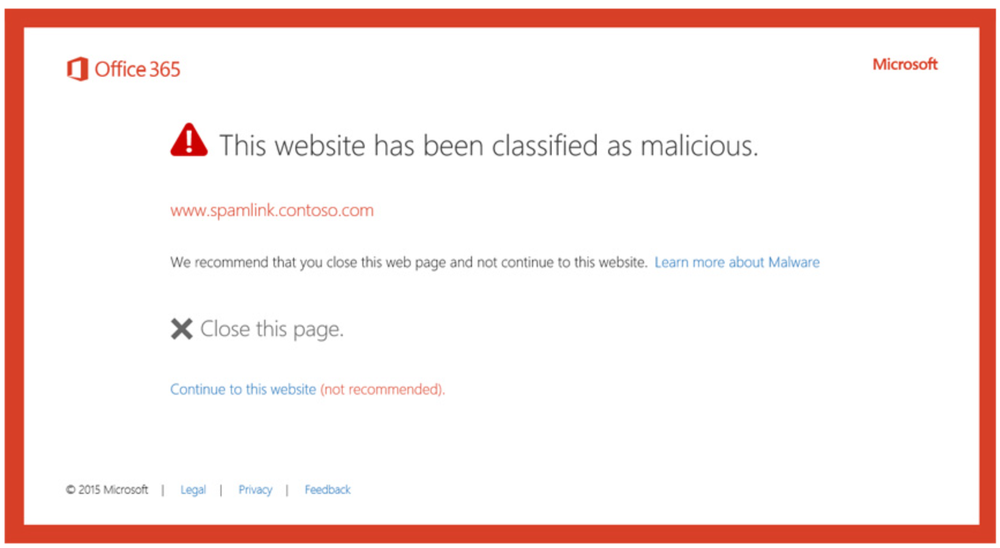 Office 365
Microsoft
This website has been classified as malicious.
www.spamlink.contoso.com
We recommend that you close this web page and not continue to this website. Learn more about Malware
Close this page.
Continue to this website (not recommended).
© 2015 Microsoft | Legal | Privacy | Feedback